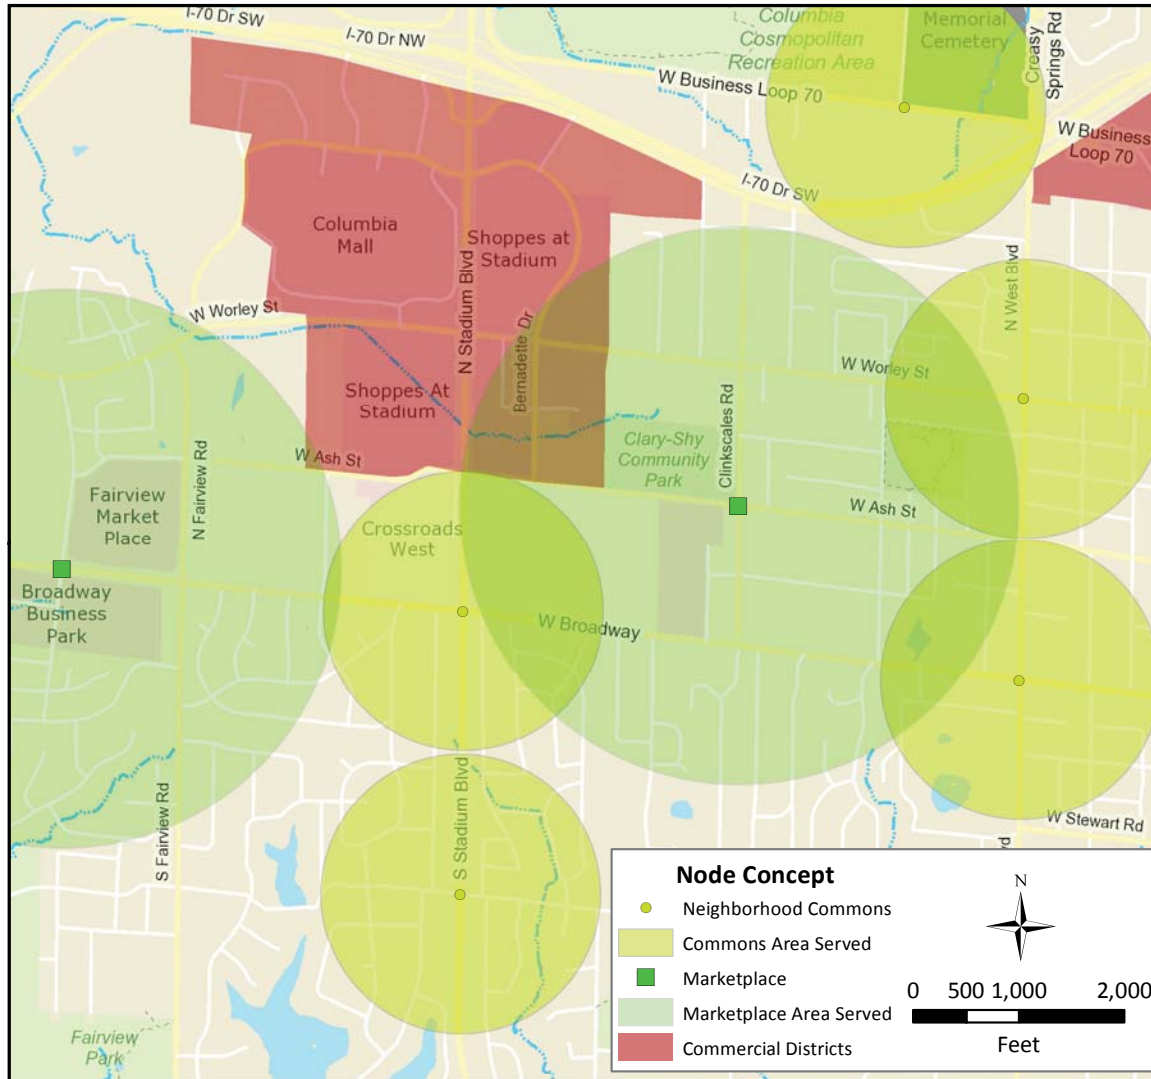 I-70 Dr SW
I-70 Dr NW
Columbia
Cosmopolitan
Recreation Area
Memorial
Cemetery
Creasy
Springs Rd
W Business Loop 70
W Business
Loop 70
I-70 Dr SW
Columbia
Mall
Shoppes at
Stadium
N Stadium Blvd
N West Blvd
W Worley St
Bernadette Dr
W Worley St
Shoppes At
Stadium
Clinkscales Rd
Clary-Shy
Community
Park
W Ash St
N Fairview Rd
Fairview
Market
Place
W Ash St
Crossroads
West
Broadway
Business
Park
W Broadway
S Fairview Rd
S Stadium Blvd
W Stewart Rd
vd
Fairview
Park
Node Concept
Neighborhood Commons
Commons Area Served
Marketplace
Marketplace Area Served
Commercial Districts
N
0 500 1,000 2,000
Feet